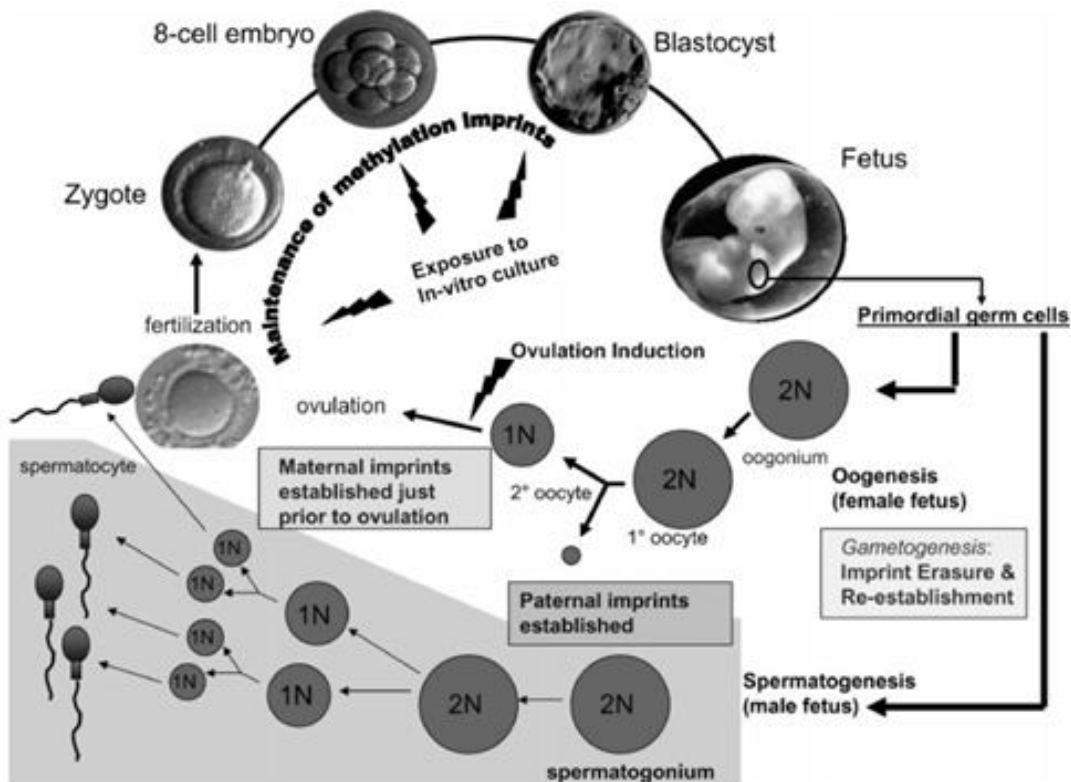 8-cell embryo
Blastocyst
Maintenance of methylation imprints
Zygote
Fetus
Exposure to
In-vitro culture
fertilization
Primordial germ cells
Ovulation Induction
2N
ovulation
1N
oogonium
spermatocyte
Maternal imprints
established just
prior to ovulation
2° oocyte
2N
1° oocyte
Oogenesis
(female fetus)
Gametogenesis:
Imprint Erasure &
Re-establishment
Paternal imprints
established
1N
1N
1N
1N
1N
1N
2N
2N
Spermatogenesis
(male fetus)
spermatogonium